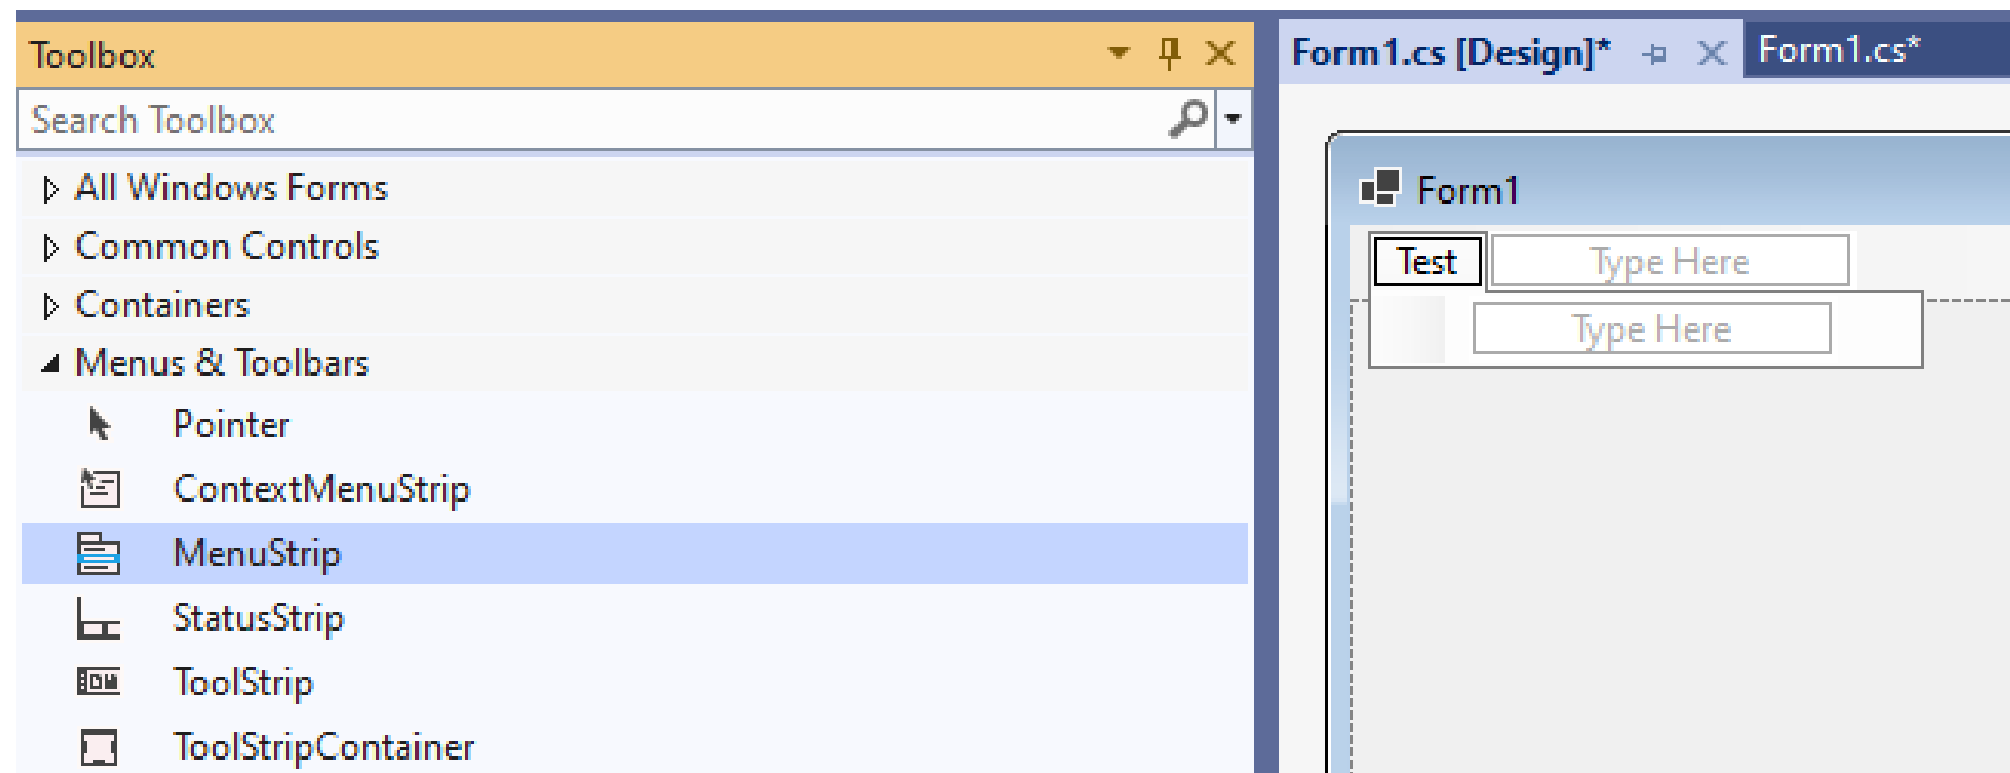 Toolbox
Search Toolbox
All Windows Forms
Common Controls
Containers
Menus & Toolbars
Pointer
ContextMenuStrip
MenuStrip
StatusStrip
ToolStrip
ToolStripContainer
Form1.cs [Design]*
Form1.cs*
Form1
Test
Type Here
Type Here